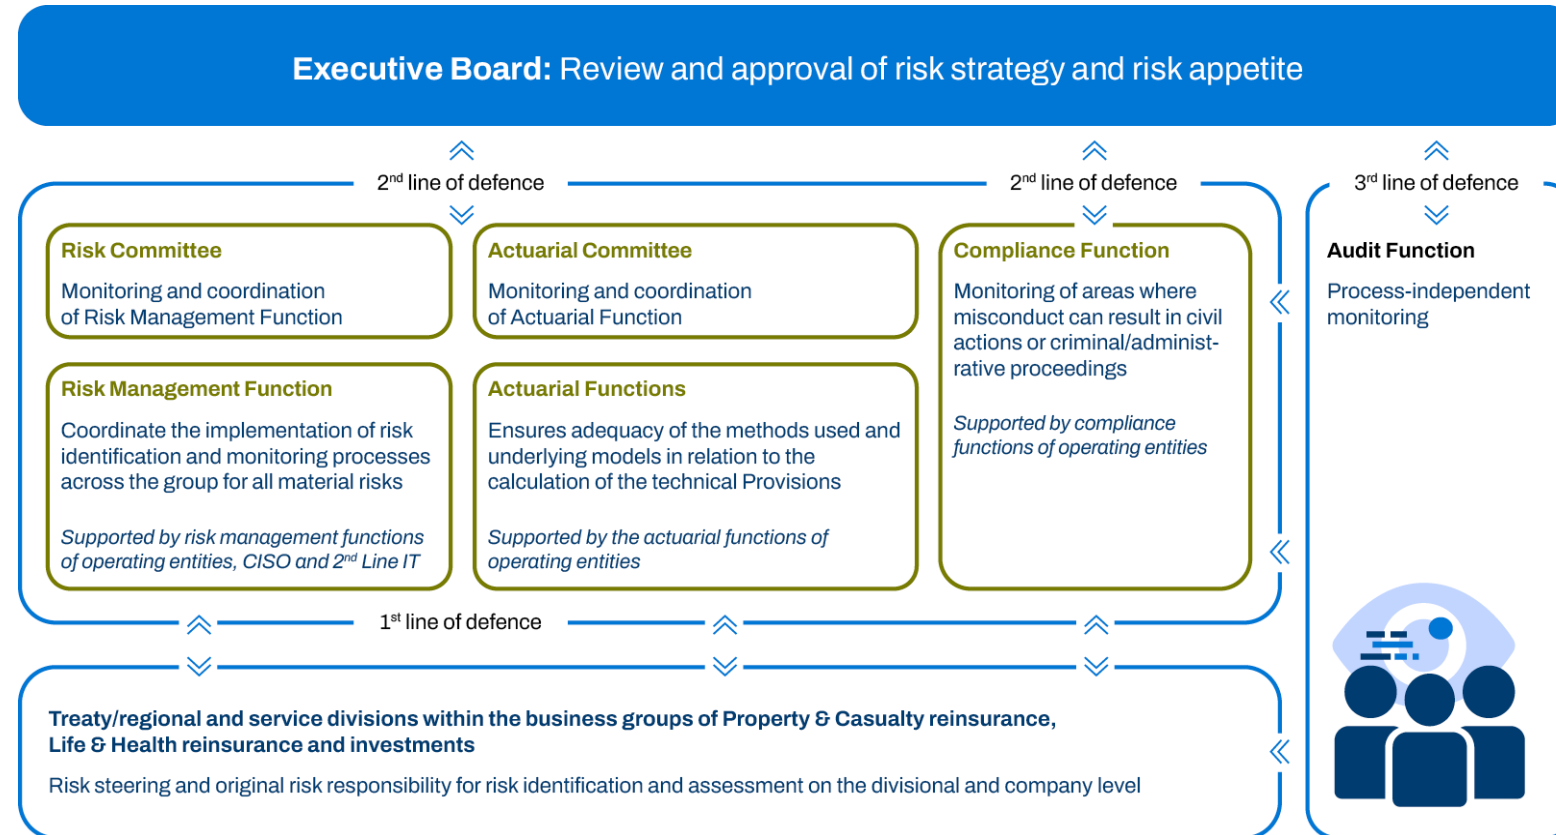 Executive Board: Review and approval of risk strategy and risk appetite
2nd line of defence
2nd line of defence
3rd line of defence
Risk Committee
Monitoring and coordination
of Risk Management Function
Actuarial Committee
Monitoring and coordination
of Actuarial Function
Compliance Function
Monitoring of areas where
misconduct can result in civil
actions or criminal/administ-
rative proceedings
Supported by compliance
functions of operating entities
Audit Function
Process-independent
monitoring
Risk Management Function
Coordinate the implementation of risk
identification and monitoring processes
across the group for all material risks
Supported by risk management functions
of operating entities, CISO and 2nd Line IT
Actuarial Functions
Ensures adequacy of the methods used and
underlying models in relation to the
calculation of the technical Provisions
Supported by the actuarial functions of
operating entities
1st line of defence
Treaty/regional and service divisions within the business groups of Property & Casualty reinsurance,
Life & Health reinsurance and investments
Risk steering and original risk responsibility for risk identification and assessment on the divisional and company level